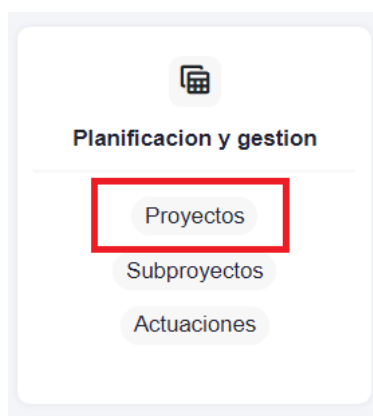 Planificacion y gestion
Proyectos
Subproyectos
Actuaciones